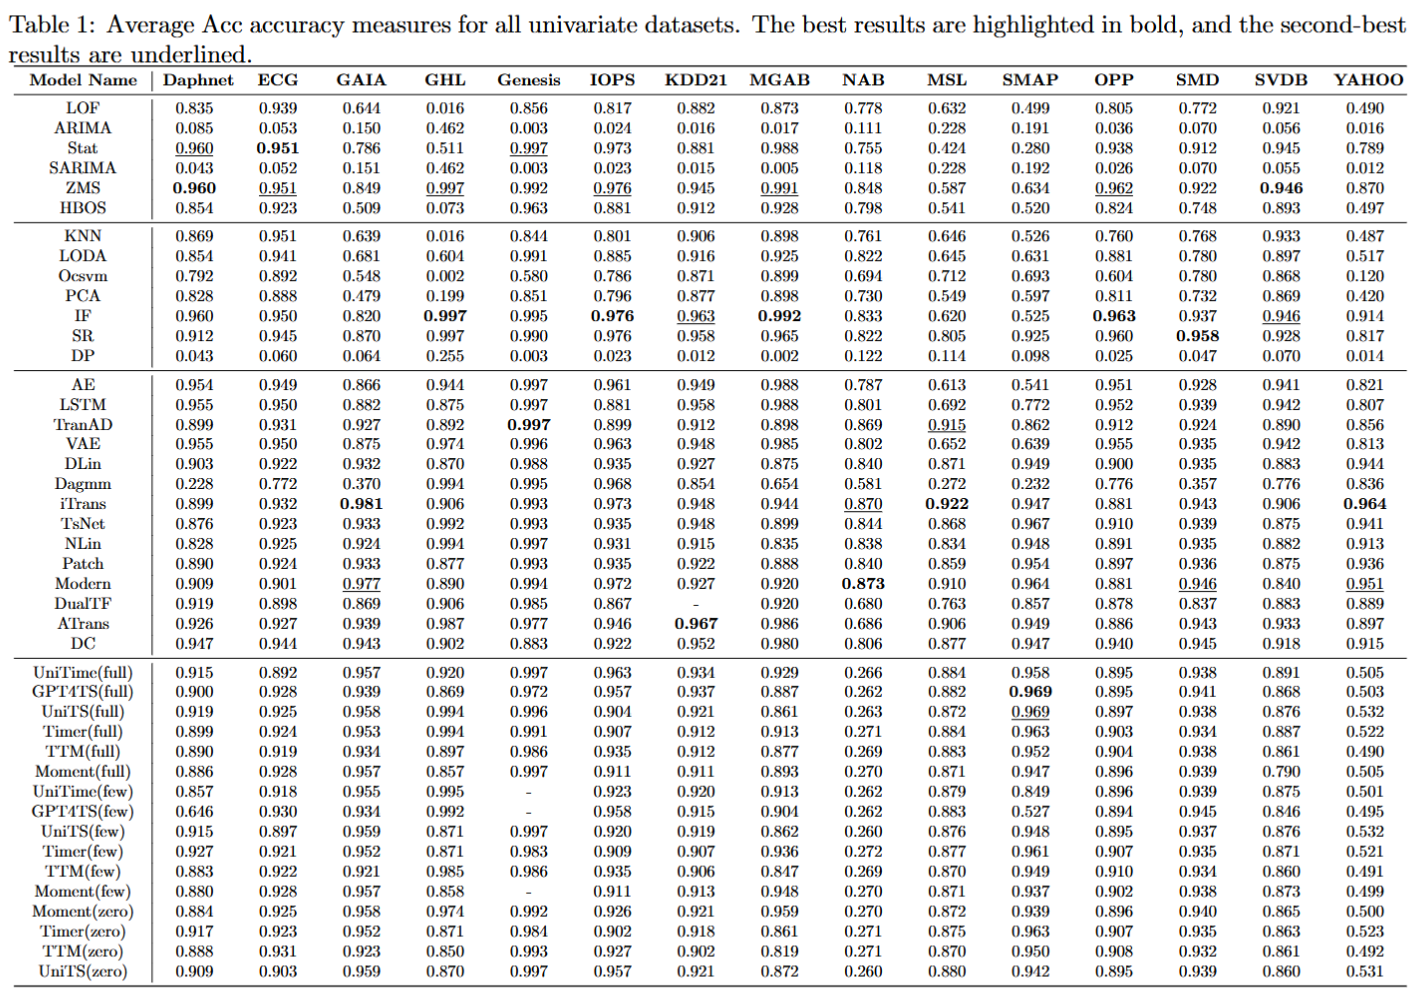 Table 1: Average Acc accuracy measures for all univariate datasets. The best results are highlighted in bold, and the second-best
results are underlined.
Model Name Daphnet ECG GAIA GHL Genesis IOPS KDD21 MGAB NAB MSL SMAP OPP SMD SVDB YAHOO
LOF 0.835 0.939 0.644 0.016 0.856 0.817 0.882 0.873 0.778 0.632 0.499 0.805 0.772 0.921 0.490
ARIMA 0.085 0.053 0.150 0.462 0.003 0.024 0.016 0.017 0.111 0.228 0.191 0.036 0.070 0.056 0.016
Stat 0.960 0.951 0.786 0.511 0.997 0.973 0.881 0.988 0.755 0.424 0.280 0.938 0.912 0.945 0.789
SARIMA 0.043 0.052 0.151 0.462 0.003 0.023 0.015 0.005 0.118 0.228 0.192 0.026 0.070 0.055 0.012
ZMS 0.960 0.951 0.849 0.997 0.992 0.976 0.945 0.991 0.848 0.587 0.634 0.962 0.922 0.946 0.870
HBOS 0.854 0.923 0.509 0.073 0.963 0.881 0.912 0.928 0.798 0.541 0.520 0.824 0.748 0.893 0.497
KNN 0.869 0.951 0.639 0.016 0.844 0.801 0.906 0.898 0.761 0.646 0.526 0.760 0.768 0.933 0.487
LODA 0.854 0.941 0.681 0.604 0.991 0.885 0.916 0.925 0.822 0.645 0.631 0.881 0.780 0.897 0.517
Ocsvm 0.792 0.892 0.548 0.002 0.580 0.786 0.871 0.899 0.694 0.712 0.693 0.604 0.780 0.868 0.120
PCA 0.828 0.888 0.479 0.199 0.851 0.796 0.877 0.898 0.730 0.549 0.597 0.811 0.732 0.869 0.420
IF 0.960 0.950 0.820 0.997 0.995 0.976 0.963 0.992 0.833 0.620 0.525 0.963 0.937 0.946 0.914
SR 0.912 0.945 0.870 0.997 0.990 0.976 0.958 0.965 0.822 0.805 0.925 0.960 0.958 0.928 0.817
DP 0.043 0.060 0.064 0.255 0.003 0.023 0.012 0.002 0.122 0.114 0.098 0.025 0.047 0.070 0.014
AE 0.954 0.949 0.866 0.944 0.997 0.961 0.949 0.988 0.787 0.613 0.541 0.951 0.928 0.941 0.821
LSTM 0.955 0.950 0.882 0.875 0.997 0.881 0.958 0.988 0.801 0.692 0.772 0.952 0.939 0.942 0.807
TranAD 0.899 0.931 0.927 0.892 0.997 0.899 0.912 0.898 0.869 0.915 0.862 0.912 0.924 0.890 0.856
VAE 0.955 0.950 0.875 0.974 0.996 0.963 0.948 0.985 0.802 0.652 0.639 0.955 0.935 0.942 0.813
DLin 0.903 0.922 0.932 0.870 0.988 0.935 0.927 0.875 0.840 0.871 0.949 0.900 0.935 0.883 0.944
Dagmm 0.228 0.772 0.370 0.994 0.995 0.968 0.854 0.654 0.581 0.272 0.232 0.776 0.357 0.776 0.836
iTrans 0.899 0.932 0.981 0.906 0.993 0.973 0.948 0.944 0.870 0.922 0.947 0.881 0.943 0.906 0.964
TsNet 0.876 0.923 0.933 0.992 0.993 0.935 0.948 0.899 0.844 0.868 0.967 0.910 0.939 0.875 0.941
NLin 0.828 0.925 0.924 0.994 0.997 0.931 0.915 0.835 0.838 0.834 0.948 0.891 0.935 0.882 0.913
Patch 0.890 0.924 0.933 0.877 0.993 0.935 0.922 0.888 0.840 0.859 0.954 0.897 0.936 0.875 0.936
Modern 0.909 0.901 0.977 0.890 0.994 0.972 0.927 0.920 0.873 0.910 0.964 0.881 0.946 0.840 0.951
DualTF 0.919 0.898 0.869 0.906 0.985 0.867 - 0.920 0.680 0.763 0.857 0.878 0.837 0.883 0.889
ATrans 0.926 0.927 0.939 0.987 0.977 0.946 0.967 0.986 0.686 0.906 0.949 0.886 0.943 0.933 0.897
DC 0.947 0.944 0.943 0.902 0.883 0.922 0.952 0.980 0.806 0.877 0.947 0.940 0.945 0.918 0.915
UniTime(full) 0.915 0.892 0.957 0.920 0.997 0.963 0.934 0.929 0.266 0.884 0.958 0.895 0.938 0.891 0.505
GPT4TS(full) 0.900 0.928 0.939 0.869 0.972 0.957 0.937 0.887 0.262 0.882 0.969 0.895 0.941 0.868 0.503
UniTS(full) 0.919 0.925 0.958 0.994 0.996 0.904 0.921 0.861 0.263 0.872 0.969 0.897 0.938 0.876 0.532
Timer(full) 0.899 0.924 0.953 0.994 0.991 0.907 0.912 0.913 0.271 0.884 0.963 0.903 0.934 0.887 0.522
TTM(full) 0.890 0.919 0.934 0.897 0.986 0.935 0.912 0.877 0.269 0.883 0.952 0.904 0.938 0.861 0.490
Moment(full) 0.886 0.928 0.957 0.857 0.997 0.911 0.911 0.893 0.270 0.871 0.947 0.896 0.939 0.790 0.505
UniTime(few) 0.857 0.918 0.955 0.995 - 0.923 0.920 0.913 0.262 0.879 0.849 0.896 0.939 0.875 0.501
GPT4TS(few) 0.646 0.930 0.934 0.992 - 0.958 0.915 0.904 0.262 0.883 0.527 0.894 0.945 0.846 0.495
UniTS(few) 0.915 0.897 0.959 0.871 0.997 0.920 0.919 0.862 0.260 0.876 0.948 0.895 0.937 0.876 0.532
Timer(few) 0.927 0.921 0.952 0.871 0.983 0.909 0.907 0.936 0.272 0.877 0.961 0.907 0.935 0.871 0.521
TTM(few) 0.883 0.922 0.921 0.985 0.986 0.935 0.906 0.847 0.269 0.870 0.949 0.910 0.934 0.860 0.491
Moment(few) 0.880 0.928 0.957 0.858 - 0.911 0.913 0.948 0.270 0.871 0.937 0.902 0.938 0.873 0.499
Moment(zero) 0.884 0.925 0.958 0.974 0.992 0.926 0.921 0.959 0.270 0.872 0.939 0.896 0.940 0.865 0.500
Timer(zero) 0.917 0.923 0.952 0.871 0.984 0.902 0.918 0.861 0.271 0.875 0.963 0.907 0.935 0.863 0.523
TTM(zero) 0.888 0.931 0.923 0.850 0.993 0.927 0.902 0.819 0.271 0.870 0.950 0.908 0.932 0.861 0.492
UniTS(zero) 0.909 0.903 0.959 0.870 0.997 0.957 0.921 0.872 0.260 0.880 0.942 0.895 0.939 0.860 0.531